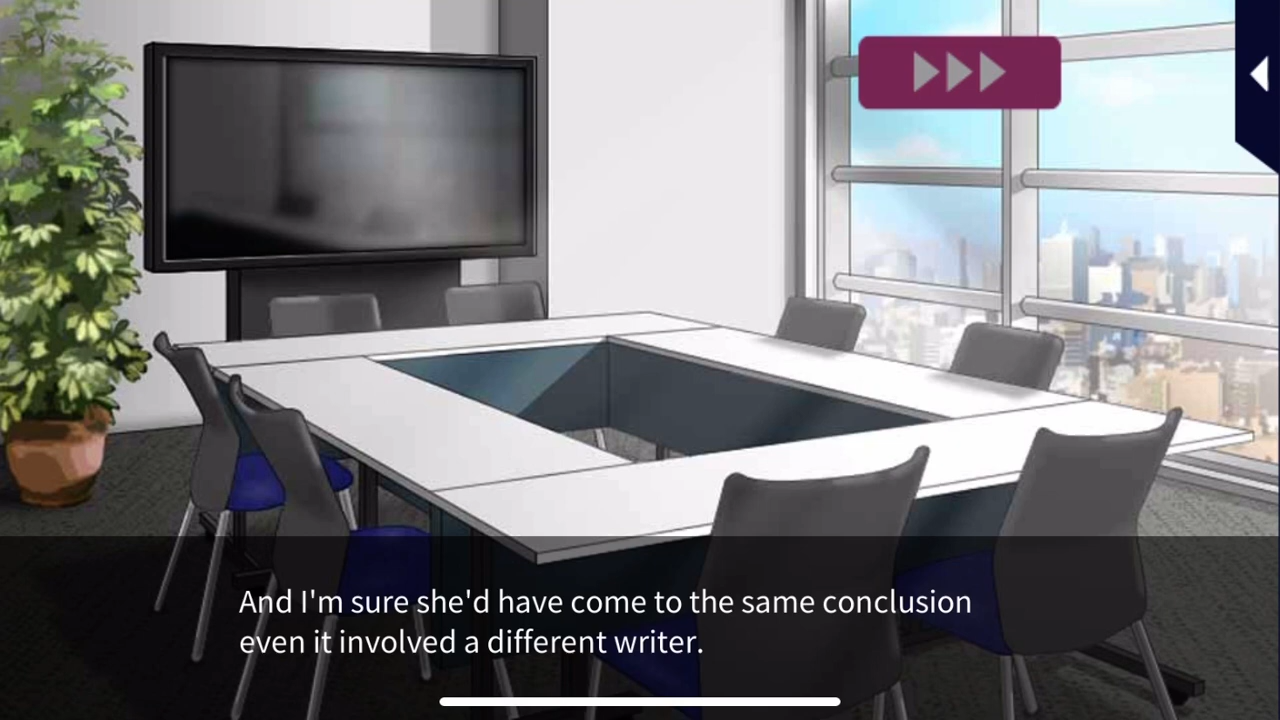 And I'm sure she'd have come to the same conclusion
even it involved a different writer.